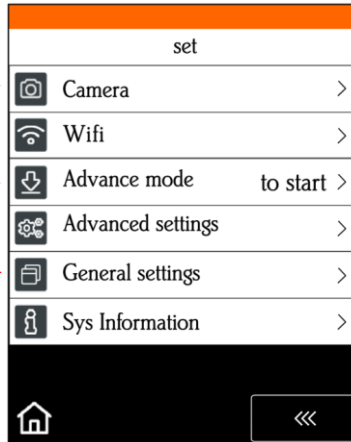 set
Camera
Wifi
Advance mode to start
Advanced settings
General settings
Sys Information